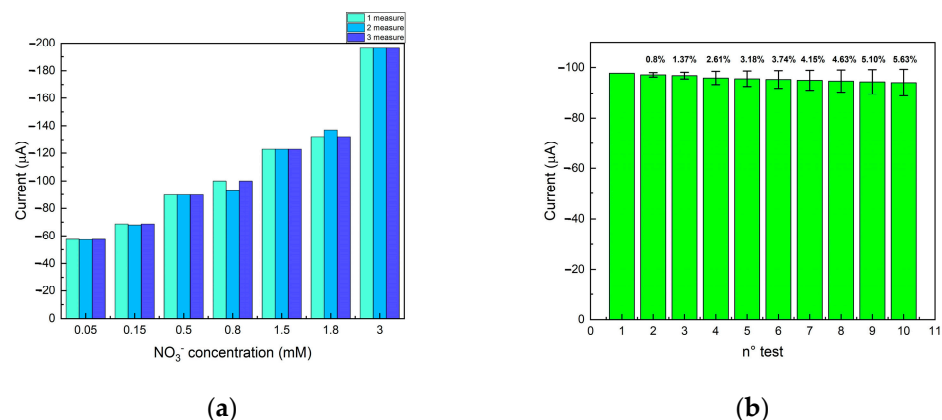 1 measure
2 measure
3 measure
−200
−180
−160
−140
−120
−100
−80
−60
−40
−20
0
Current (µA)
0.05 0.15 0.5 0.8 1.5 1.8 3
NO₃⁻ concentration (mM)
(a)
0.8% 1.37% 2.61% 3.18% 3.74% 4.15% 4.63% 5.10% 5.63%
−100
−80
−60
−40
−20
0
Current (µA)
0 1 2 3 4 5 6 7 8 9 10 11
n° test
(b)